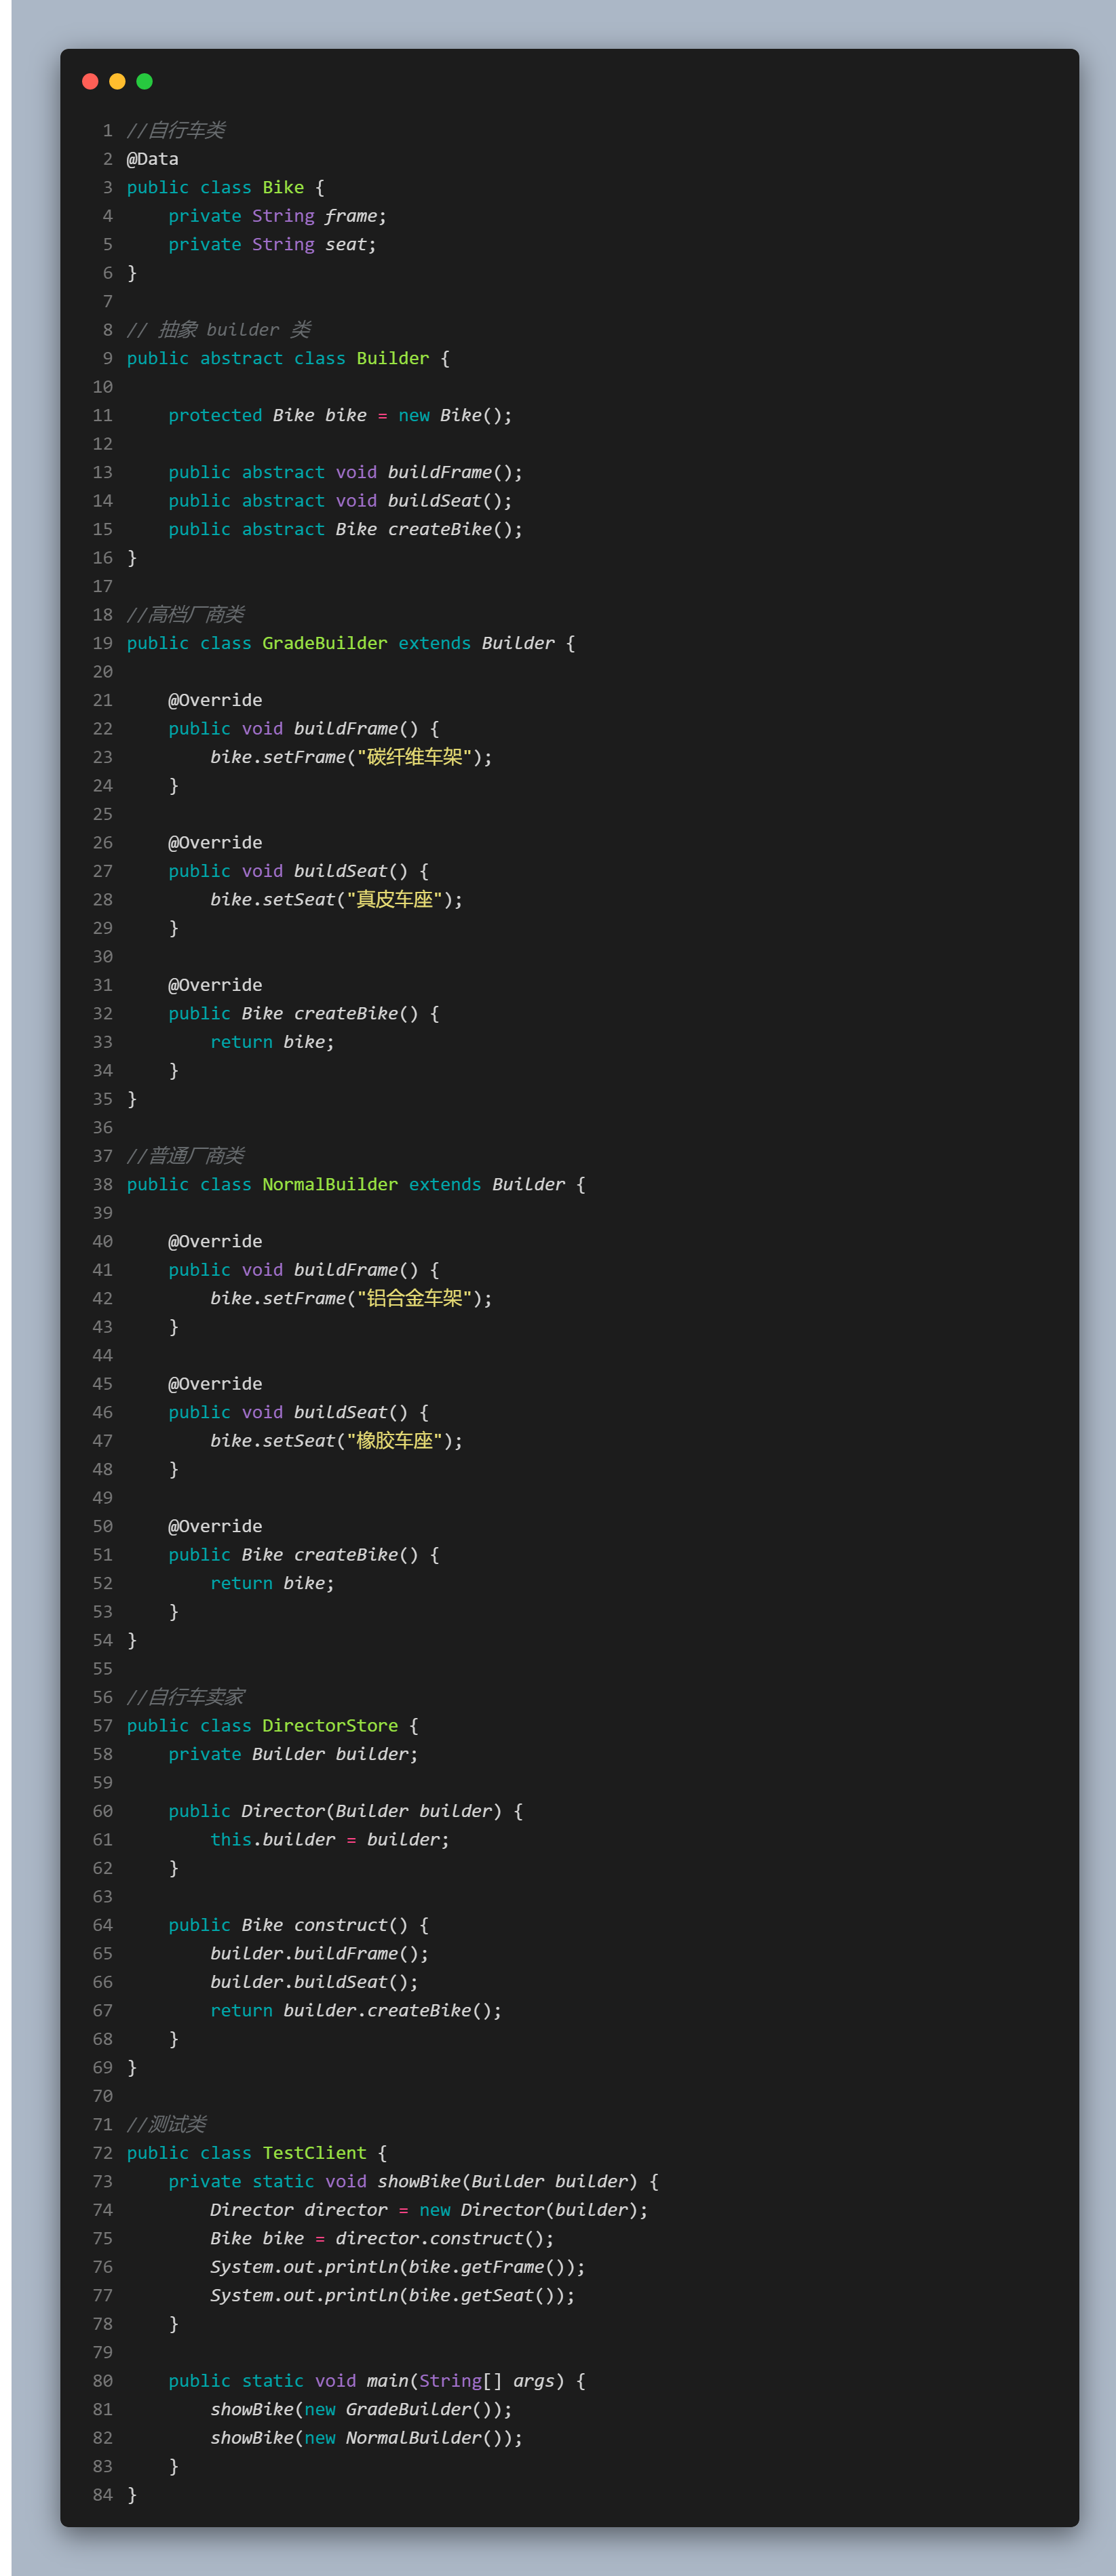 1 //自行车类
2 @Data
3 public class Bike {
4     private String frame;
5     private String seat;
6 }
7
8 // 抽象 builder 类
9 public abstract class Builder {
10
11     protected Bike bike = new Bike();
12
13     public abstract void buildFrame();
14     public abstract void buildSeat();
15     public abstract Bike createBike();
16 }
17
18 //高档厂商类
19 public class GradeBuilder extends Builder {
20
21     @Override
22     public void buildFrame() {
23         bike.setFrame("碳纤维车架");
24     }
25
26     @Override
27     public void buildSeat() {
28         bike.setSeat("真皮车座");
29     }
30
31     @Override
32     public Bike createBike() {
33         return bike;
34     }
35 }
36
37 //普通厂商类
38 public class NormalBuilder extends Builder {
39
40     @Override
41     public void buildFrame() {
42         bike.setFrame("铝合金车架");
43     }
44
45     @Override
46     public void buildSeat() {
47         bike.setSeat("橡胶车座");
48     }
49
50     @Override
51     public Bike createBike() {
52         return bike;
53     }
54 }
55
56 //自行车卖家
57 public class DirectorStore {
58     private Builder builder;
59
60     public Director(Builder builder) {
61         this.builder = builder;
62     }
63
64     public Bike construct() {
65         builder.buildFrame();
66         builder.buildSeat();
67         return builder.createBike();
68     }
69 }
70
71 //测试类
72 public class TestClient {
73     private static void showBike(Builder builder) {
74         Director director = new Director(builder);
75         Bike bike = director.construct();
76         System.out.println(bike.getFrame());
77         System.out.println(bike.getSeat());
78     }
79
80     public static void main(String[] args) {
81         showBike(new GradeBuilder());
82         showBike(new NormalBuilder());
83     }
84 }